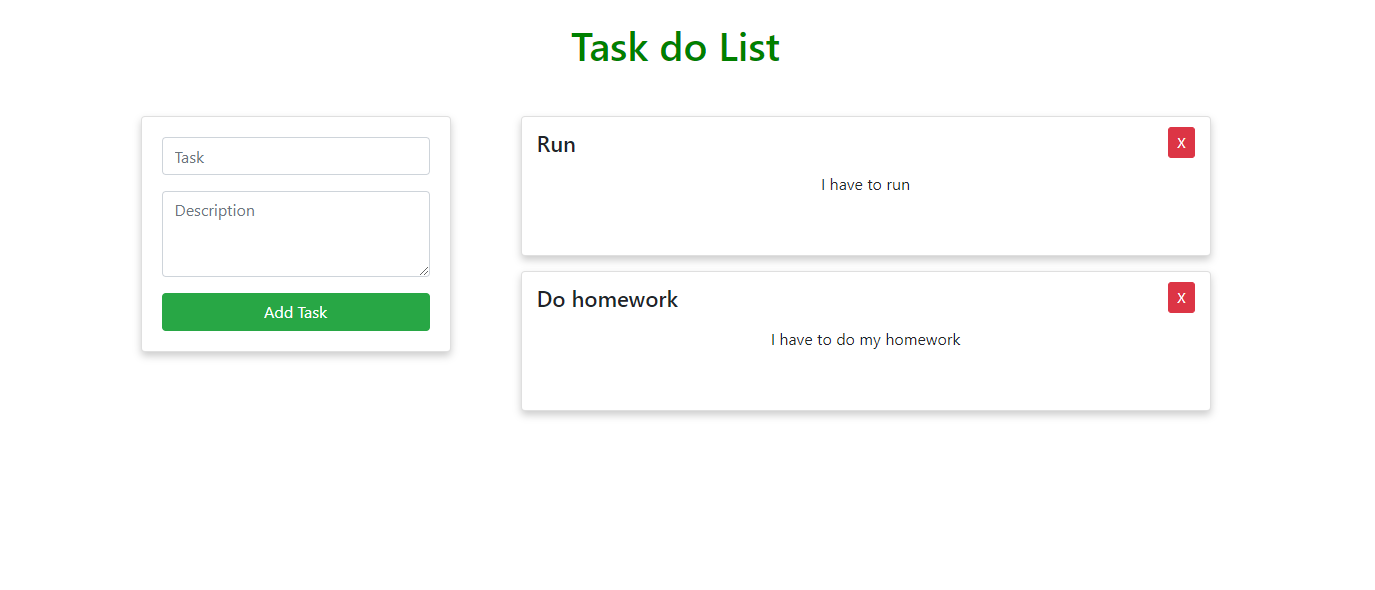 Task do List
Task
Description
Add Task
Run
X
I have to run
Do homework
X
I have to do my homework